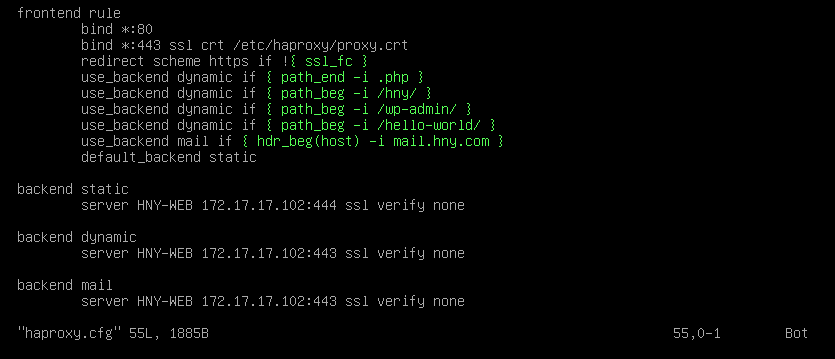 frontend rule
        bind *:80
        bind *:443 ssl crt /etc/haproxy/proxy.crt
        redirect scheme https if !{ ssl_fc }
        use_backend dynamic if { path_end -i .php }
        use_backend dynamic if { path_beg -i /hny/ }
        use_backend dynamic if { path_beg -i /wp-admin/ }
        use_backend dynamic if { path_beg -i /hello-world/ }
        use_backend mail if { hdr_beg(host) -i mail.hny.com }
        default_backend static

backend static
        server HNY-WEB 172.17.17.102:444 ssl verify none

backend dynamic
        server HNY-WEB 172.17.17.102:443 ssl verify none

backend mail
        server HNY-WEB 172.17.17.102:443 ssl verify none

"haproxy.cfg" 55L, 1885B 55,0-1 Bot